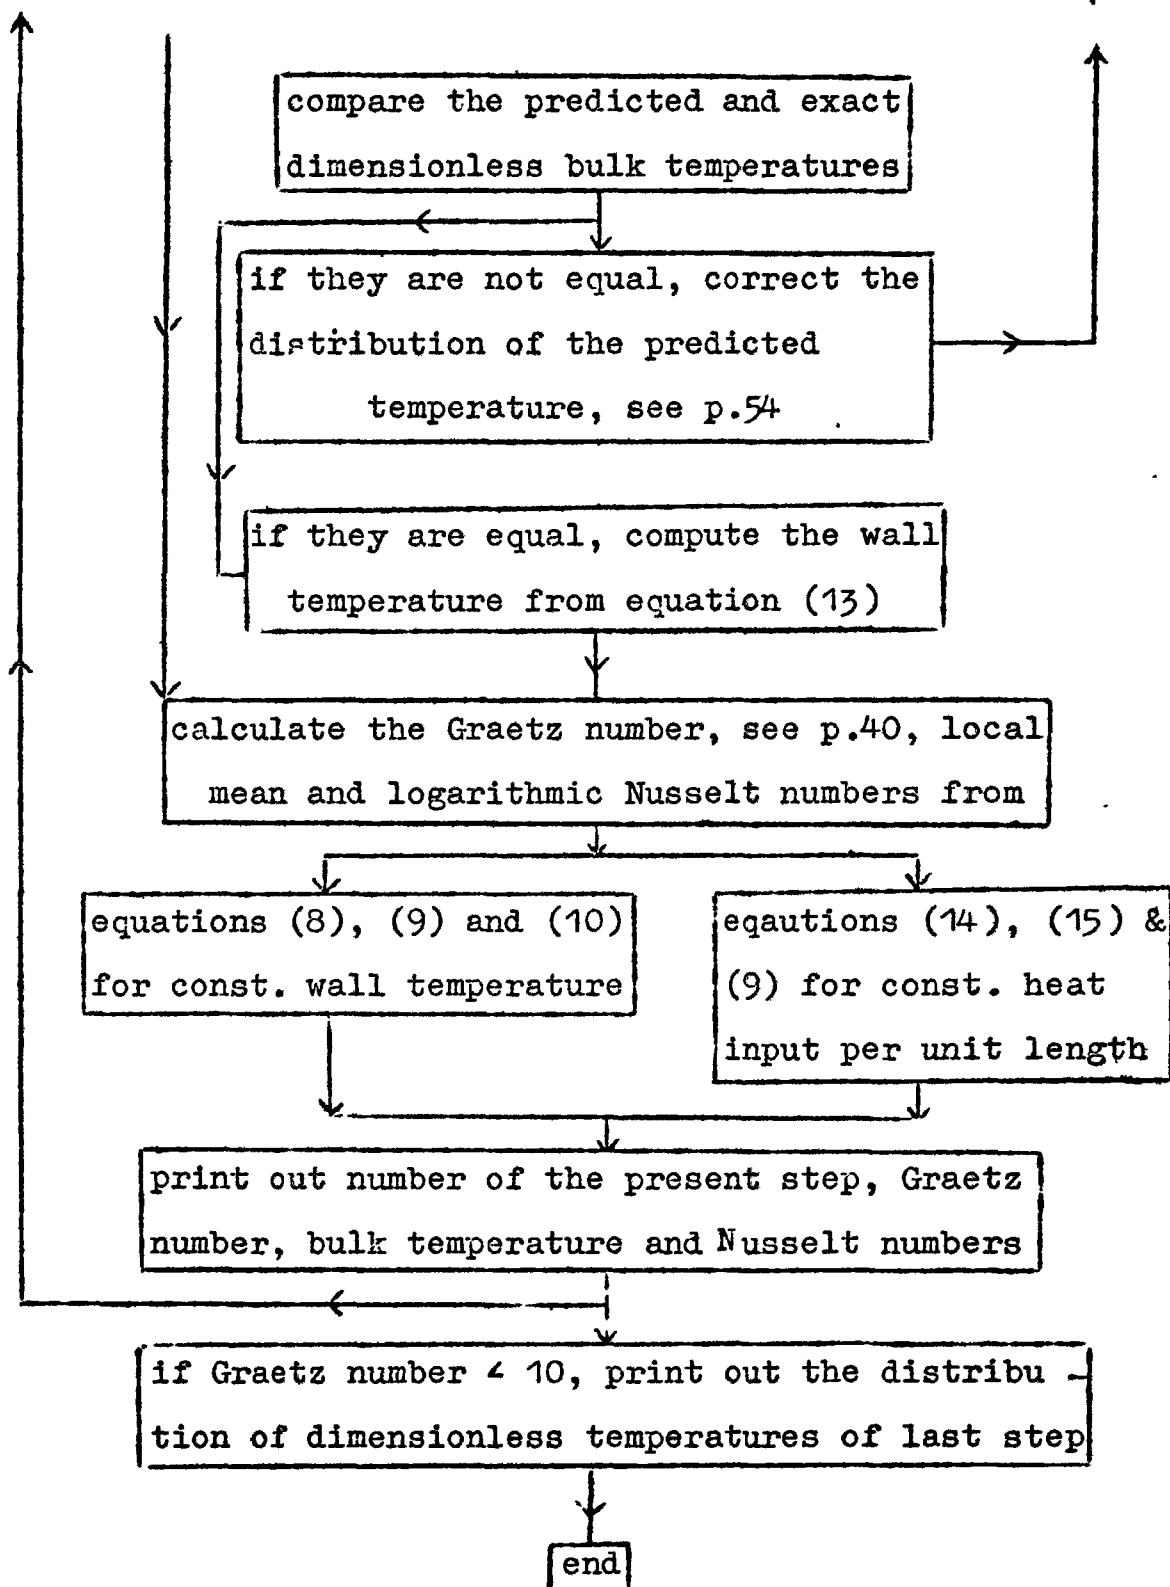 compare the predicted and exact
dimensionless bulk temperatures
if they are not equal, correct the
distribution of the predicted
temperature, see p.54
if they are equal, compute the wall
temperature from equation (13)
calculate the Graetz number, see p.40, local
mean and logarithmic Nusselt numbers from
equations (8), (9) and (10)
for const. wall temperature
eqautions (14), (15) &
(9) for const. heat
input per unit length
print out number of the present step, Graetz
number, bulk temperature and Nusselt numbers
if Graetz number < 10, print out the distribu -
tion of dimensionless temperatures of last step
end